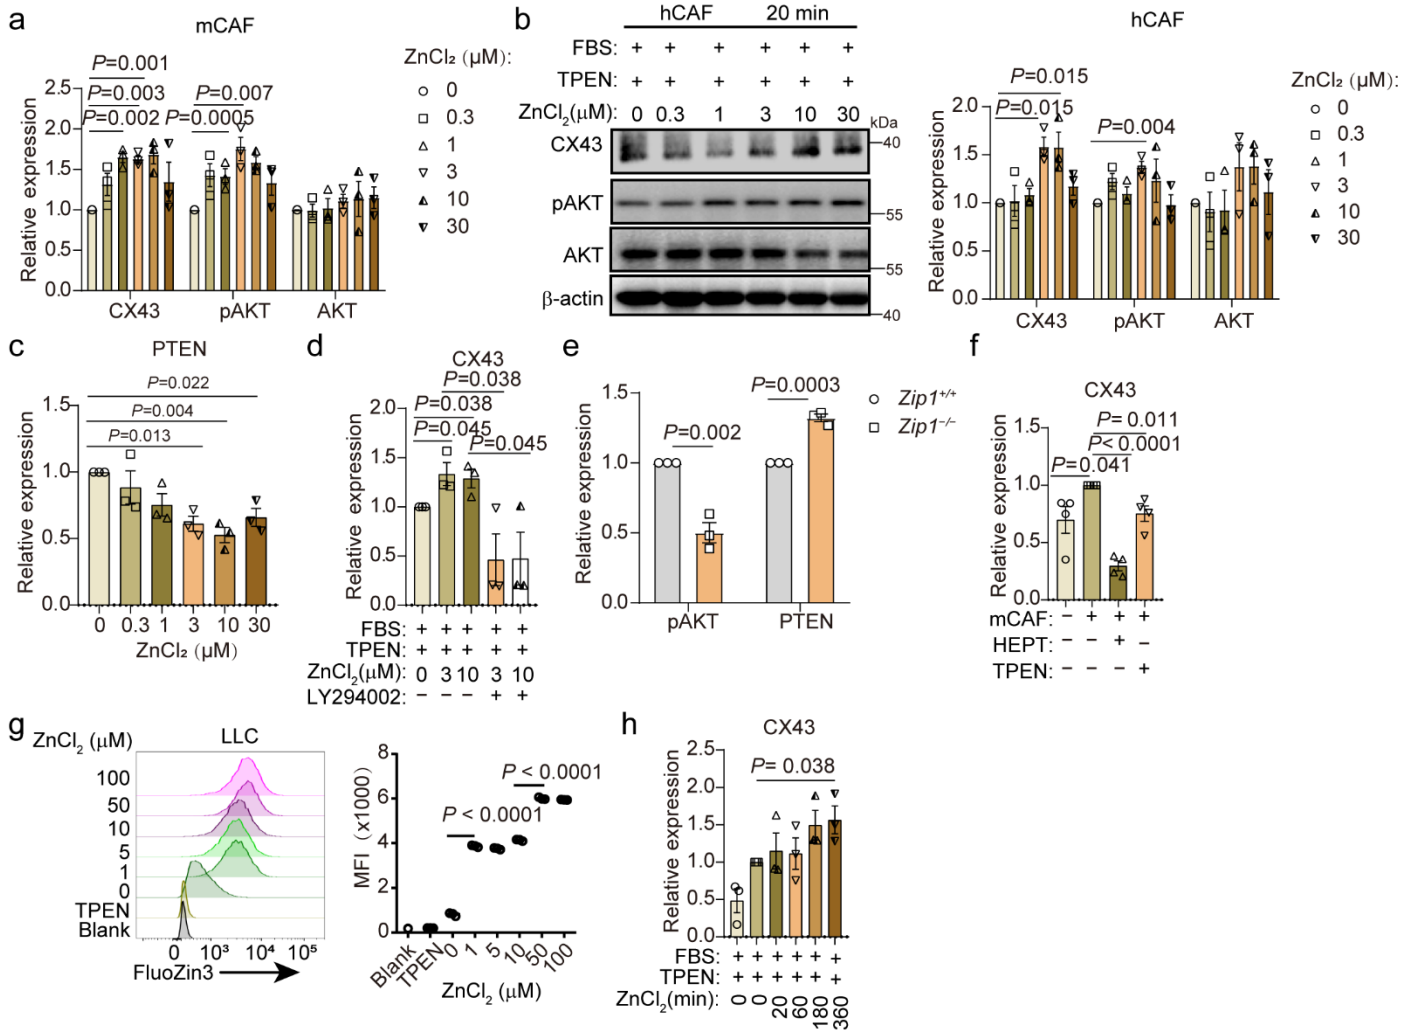 a
mCAF
Relative expression
2.5
2.0
1.5
1.0
0.5
0.0
P=0.001
P=0.003
P=0.002
P=0.007
P=0.0005
CX43 pAKT AKT
ZnCl₂ (μM):
0
0.3
1
3
10
30
b
hCAF 20 min
FBS: + + + + + +
TPEN: + + + + + +
ZnCl₂(μM): 0 0.3 1 3 10 30
kDa
CX43 40
pAKT 55
AKT 55
β-actin 40
hCAF
Relative expression
2.0
1.5
1.0
0.5
0.0
P=0.015
P=0.015
P=0.004
CX43 pAKT AKT
ZnCl₂ (μM):
0
0.3
1
3
10
30
c
PTEN
Relative expression
1.5
1.0
0.5
0.0
P=0.022
P=0.004
P=0.013
0 0.3 1 3 10 30
ZnCl₂ (μM)
d
CX43
Relative expression
2.0
1.5
1.0
0.5
0.0
P=0.038
P=0.038
P=0.045
P=0.045
FBS: + + + + +
TPEN: + + + + +
ZnCl₂(μM): 0 3 10 3 10
LY294002: − − − + +
e
Relative expression
1.5
1.0
0.5
0.0
P=0.002
P=0.0003
pAKT PTEN
Zip1+/+
Zip1−/−
f
CX43
Relative expression
1.5
1.0
0.5
0.0
P= 0.011
P< 0.0001
P= 0.041
mCAF: − + + +
HEPT: − − + −
TPEN: − − − +
g
ZnCl₂ (μM)
LLC
100
50
10
5
1
0
TPEN
Blank
0 10³ 10⁴ 10⁵
FluoZin3
MFI (x1000)
8
6
4
2
0
P < 0.0001
P < 0.0001
Blank TPEN 0 1 5 10 50 100
ZnCl₂ (μM)
h
CX43
Relative expression
2.5
2.0
1.5
1.0
0.5
0.0
P= 0.038
FBS: + + + + + +
TPEN: + + + + + +
ZnCl₂(min): 0 0 20 60 180 360